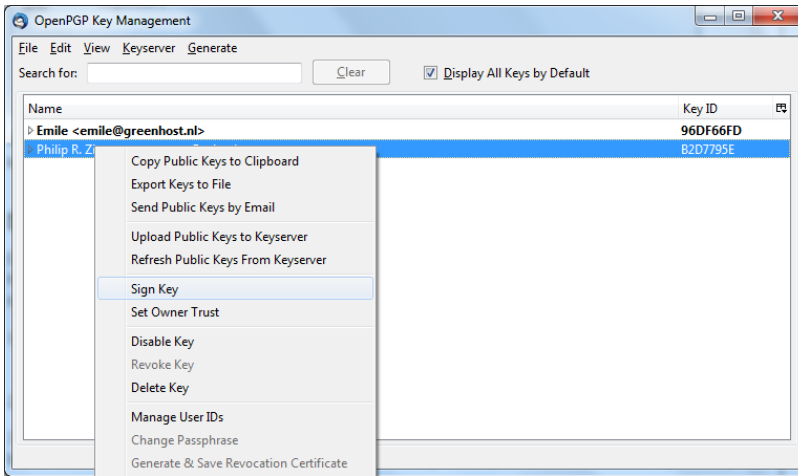 OpenPGP Key Management
File Edit View Keyserver Generate
Search for: Clear Display All Keys by Default
Name Key ID
Emile <emile@greenhost.nl> 96DF66FD
Philip R. B2D7795E
Copy Public Keys to Clipboard
Export Keys to File
Send Public Keys by Email
Upload Public Keys to Keyserver
Refresh Public Keys From Keyserver
Sign Key
Set Owner Trust
Disable Key
Revoke Key
Delete Key
Manage User IDs
Change Passphrase
Generate & Save Revocation Certificate